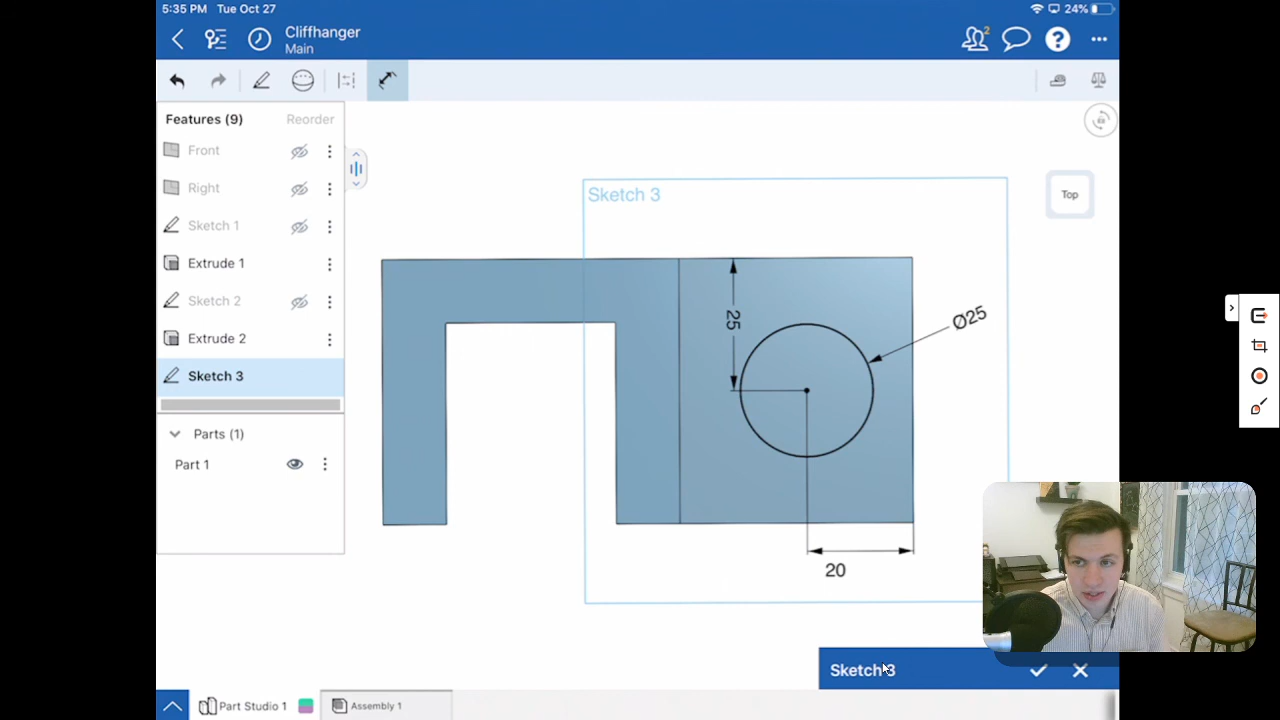 5:35 PM Tue Oct 27
24%
Cliffhanger
Main
2
?
Features (9)
Reorder
Front
Right
Sketch 1
Extrude 1
Sketch 2
Extrude 2
Sketch 3
Parts (1)
Part 1
Sketch 3
Top
25
Ø25
20
Sketch 3
Part Studio 1
Assembly 1